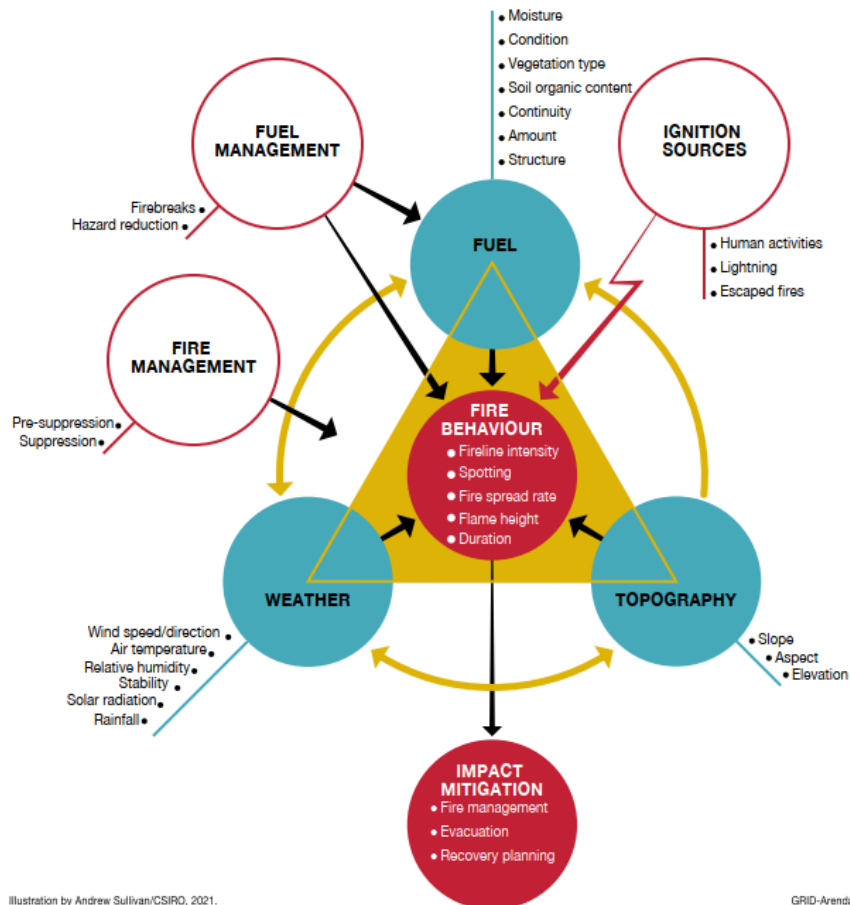 Moisture
Condition
Vegetation type
Soil organic content
Continuity
Amount
Structure
FUEL
MANAGEMENT
Firebreaks
Hazard reduction
IGNITION
SOURCES
Human activities
Lightning
Escaped fires
FUEL
FIRE
MANAGEMENT
Pre-suppression
Suppression
FIRE
BEHAVIOUR
Fireline intensity
Spotting
Fire spread rate
Flame height
Duration
WEATHER
Wind speed/direction
Air temperature
Relative humidity
Stability
Solar radiation
Rainfall
TOPOGRAPHY
Slope
Aspect
Elevation
IMPACT
MITIGATION
Fire management
Evacuation
Recovery planning
Illustration by Andrew Sullivan/CSIRO, 2021.
GRID-Arenda